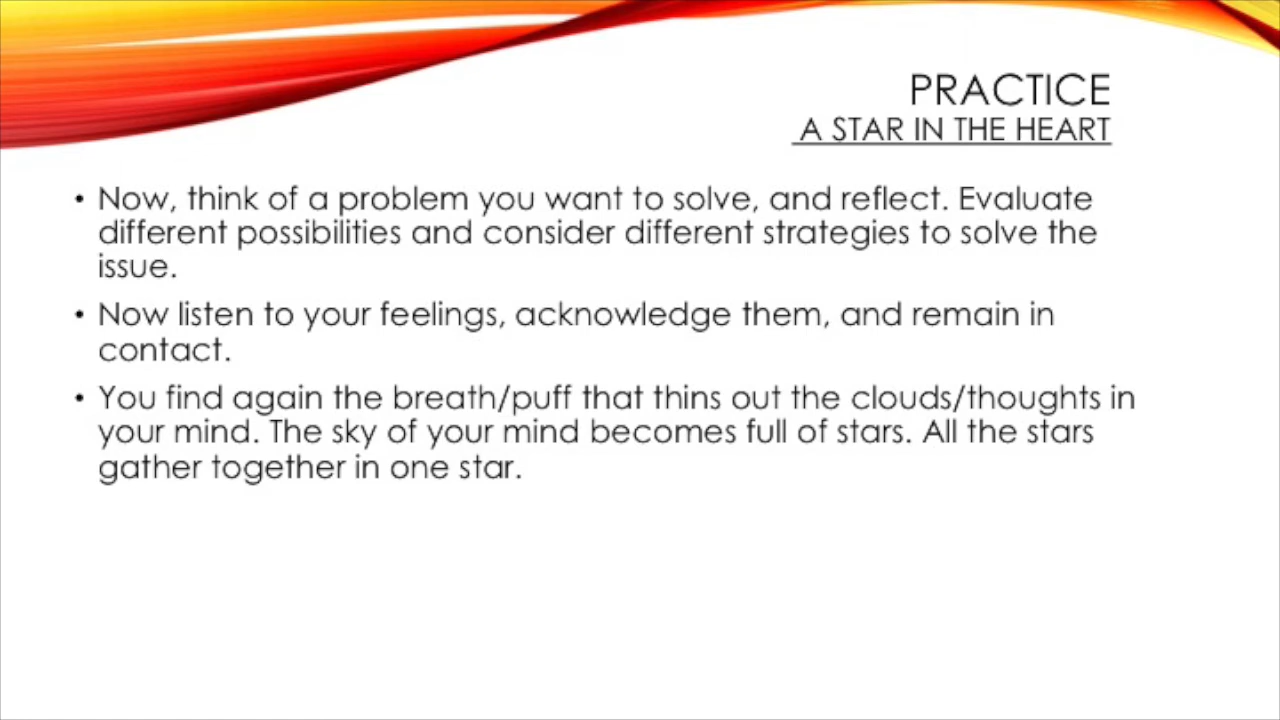 PRACTICE
A STAR IN THE HEART
• Now, think of a problem you want to solve, and reflect. Evaluate
different possibilities and consider different strategies to solve the
issue.
• Now listen to your feelings, acknowledge them, and remain in
contact.
• You find again the breath/puff that thins out the clouds/thoughts in
your mind. The sky of your mind becomes full of stars. All the stars
gather together in one star.